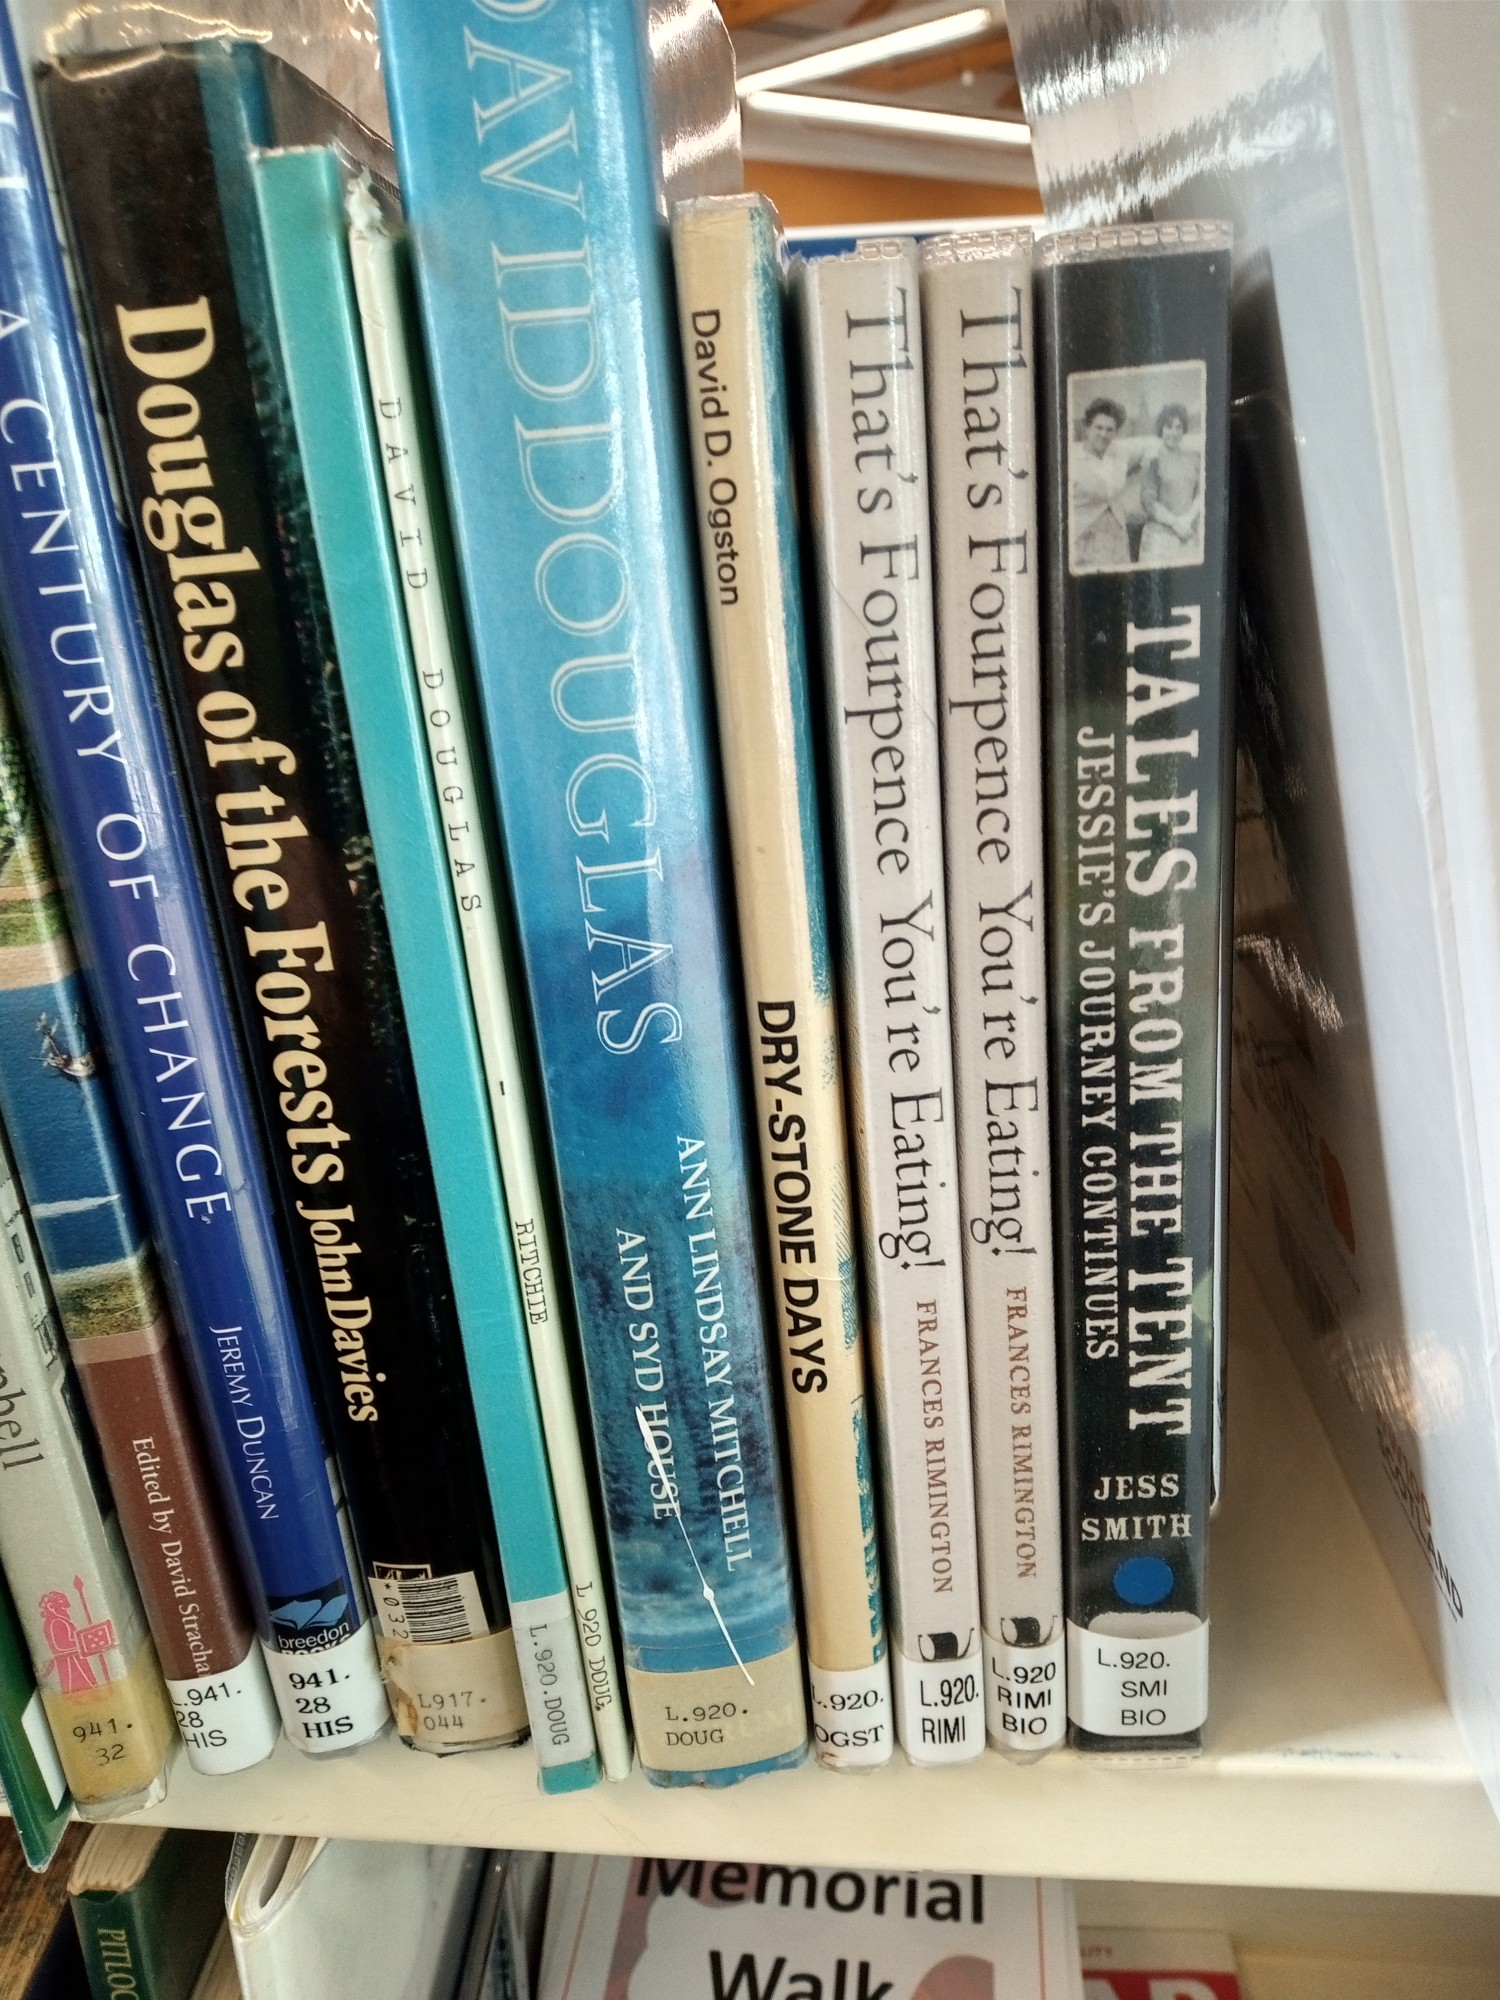 941.
32
Edited by David Stracha
L.941.
28
HIS
A CENTURY OF CHANGE
JEREMY DUNCAN
breedon
BOOKS
941.
28
HIS
Douglas of the Forests John Davies
*032
L917.
044
L.920.DOUG
DAVID DOUGLAS - RITCHIE
L 920 DOUG
DAVID DOUGLAS
ANN LINDSAY MITCHELL
AND SYD HOUSE
L.920.
DOUG
David D. Ogston
DRY-STONE DAYS
L.920.
OGST
That's Fourpence You're Eating!
FRANCES RIMINGTON
L.920.
RIMI
That's Fourpence You're Eating!
FRANCES RIMINGTON
L.920
RIMI
BIO
TALES FROM THE TENT
JESSIE'S JOURNEY CONTINUES
JESS
SMITH
L.920.
SMI
BIO
PITLOC
Memorial
Walk